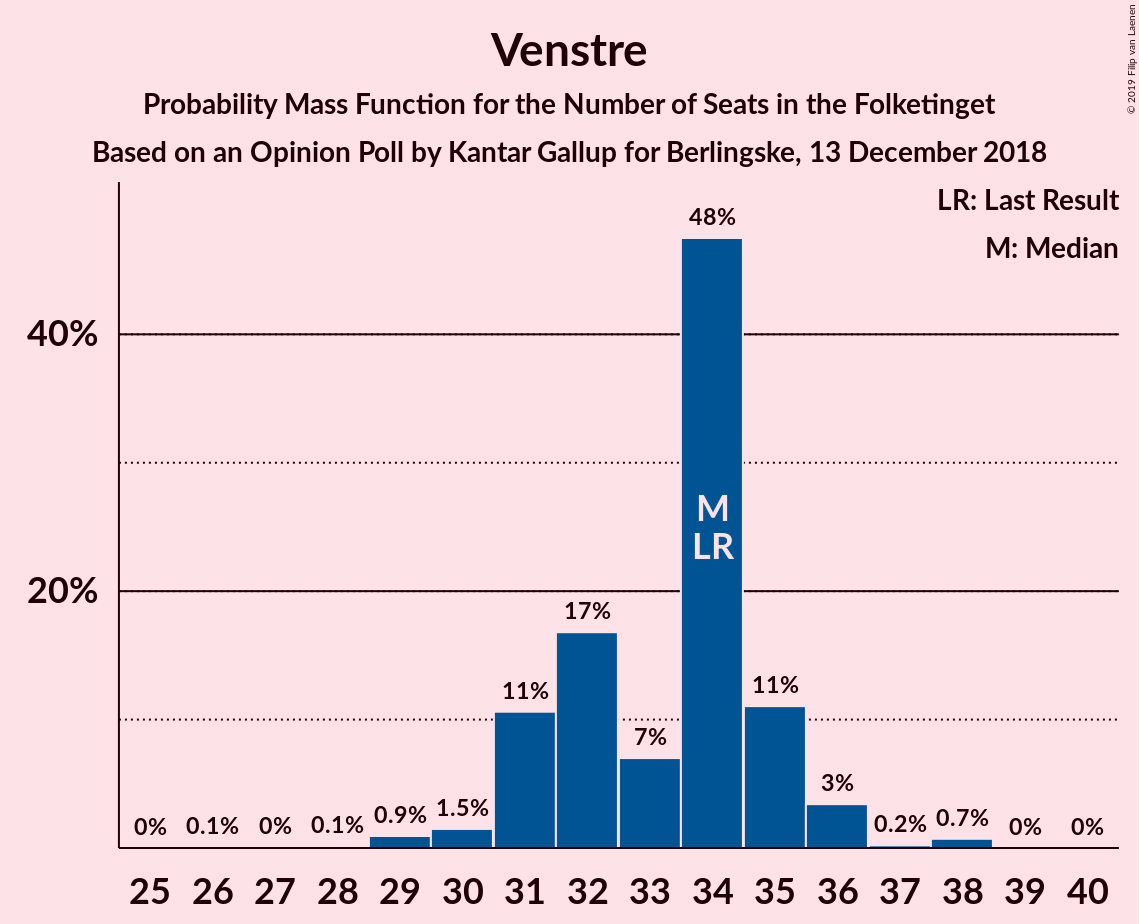 Venstre
Probability Mass Function for the Number of Seats in the Folketinget
Based on an Opinion Poll by Kantar Gallup for Berlingske, 13 December 2018
© 2019 Filip van Laenen
LR: Last Result
M: Median
40%
20%
0%
0.1%
0%
0.1%
0.9%
1.5%
11%
17%
7%
48%
11%
3%
0.2%
0.7%
0%
0%
M
LR
25 26 27 28 29 30 31 32 33 34 35 36 37 38 39 40